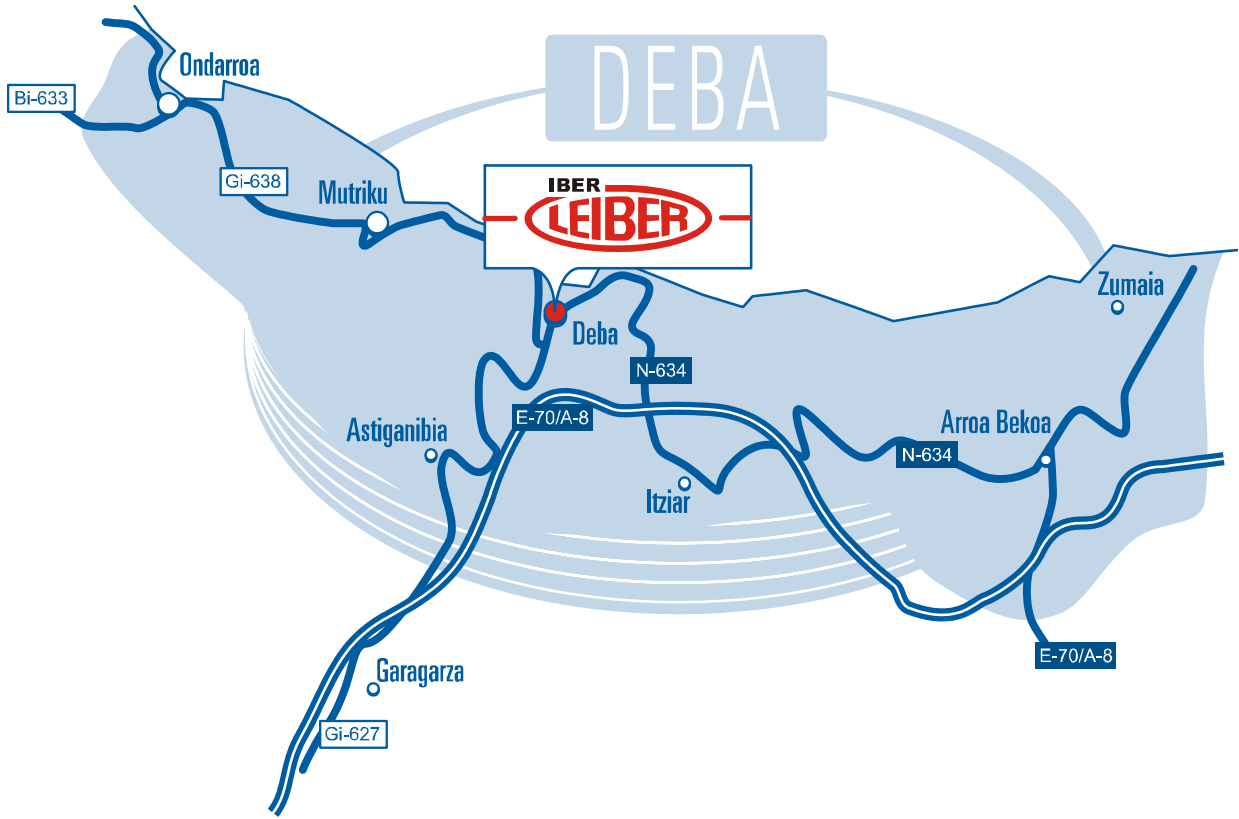 DEBA
Ondarroa
Bi-633
Gi-638
Mutriku
IBER
LEIBER
Zumaia
Deba
N-634
E-70/A-8
Arroa Bekoa
Astiganibia
N-634
Itziar
E-70/A-8
Garagarza
Gi-627